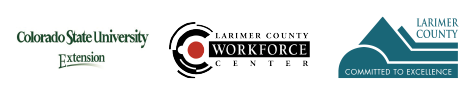 Colorado State University
Extension
LARIMER COUNTY
WORKFORCE
CENTER
LARIMER
COUNTY
COMMITTED TO EXCELLENCE